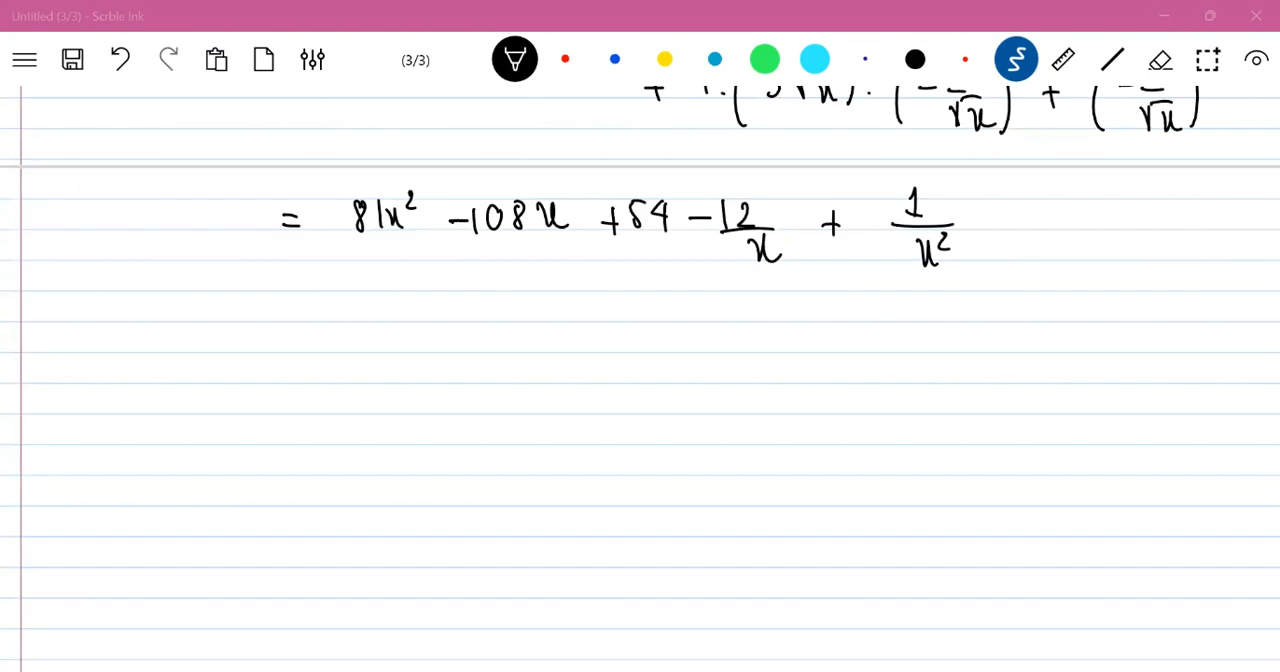 Untitled (3/3) - Scrble Ink
(3/3)
= 81x² -108x +54 - 12/x + 1/x²